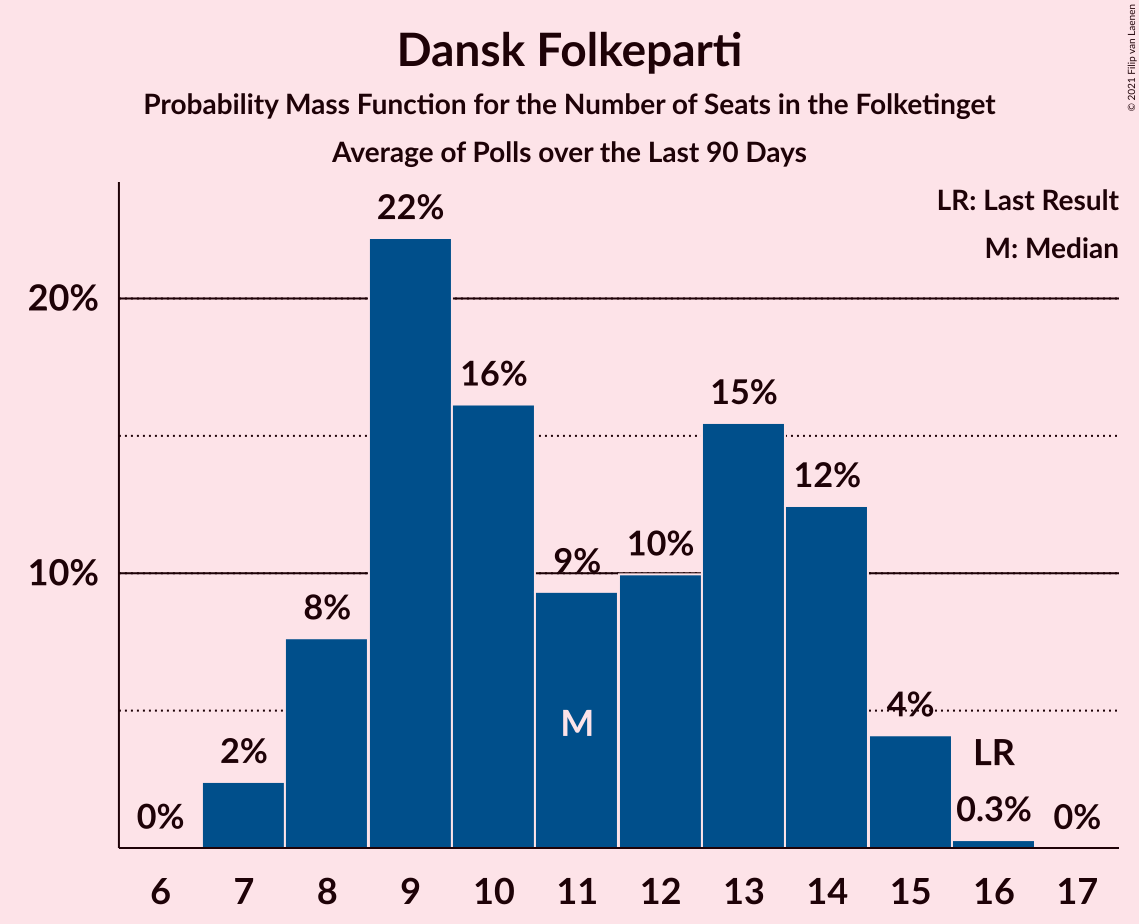 Dansk Folkeparti
Probability Mass Function for the Number of Seats in the Folketinget
Average of Polls over the Last 90 Days
© 2021 Filip van Laenen
LR: Last Result
M: Median
22%
20%
16%
15%
12%
10%
9%
10%
8%
4%
M
2%
LR
0%
0.3%
0%
6 7 8 9 10 11 12 13 14 15 16 17